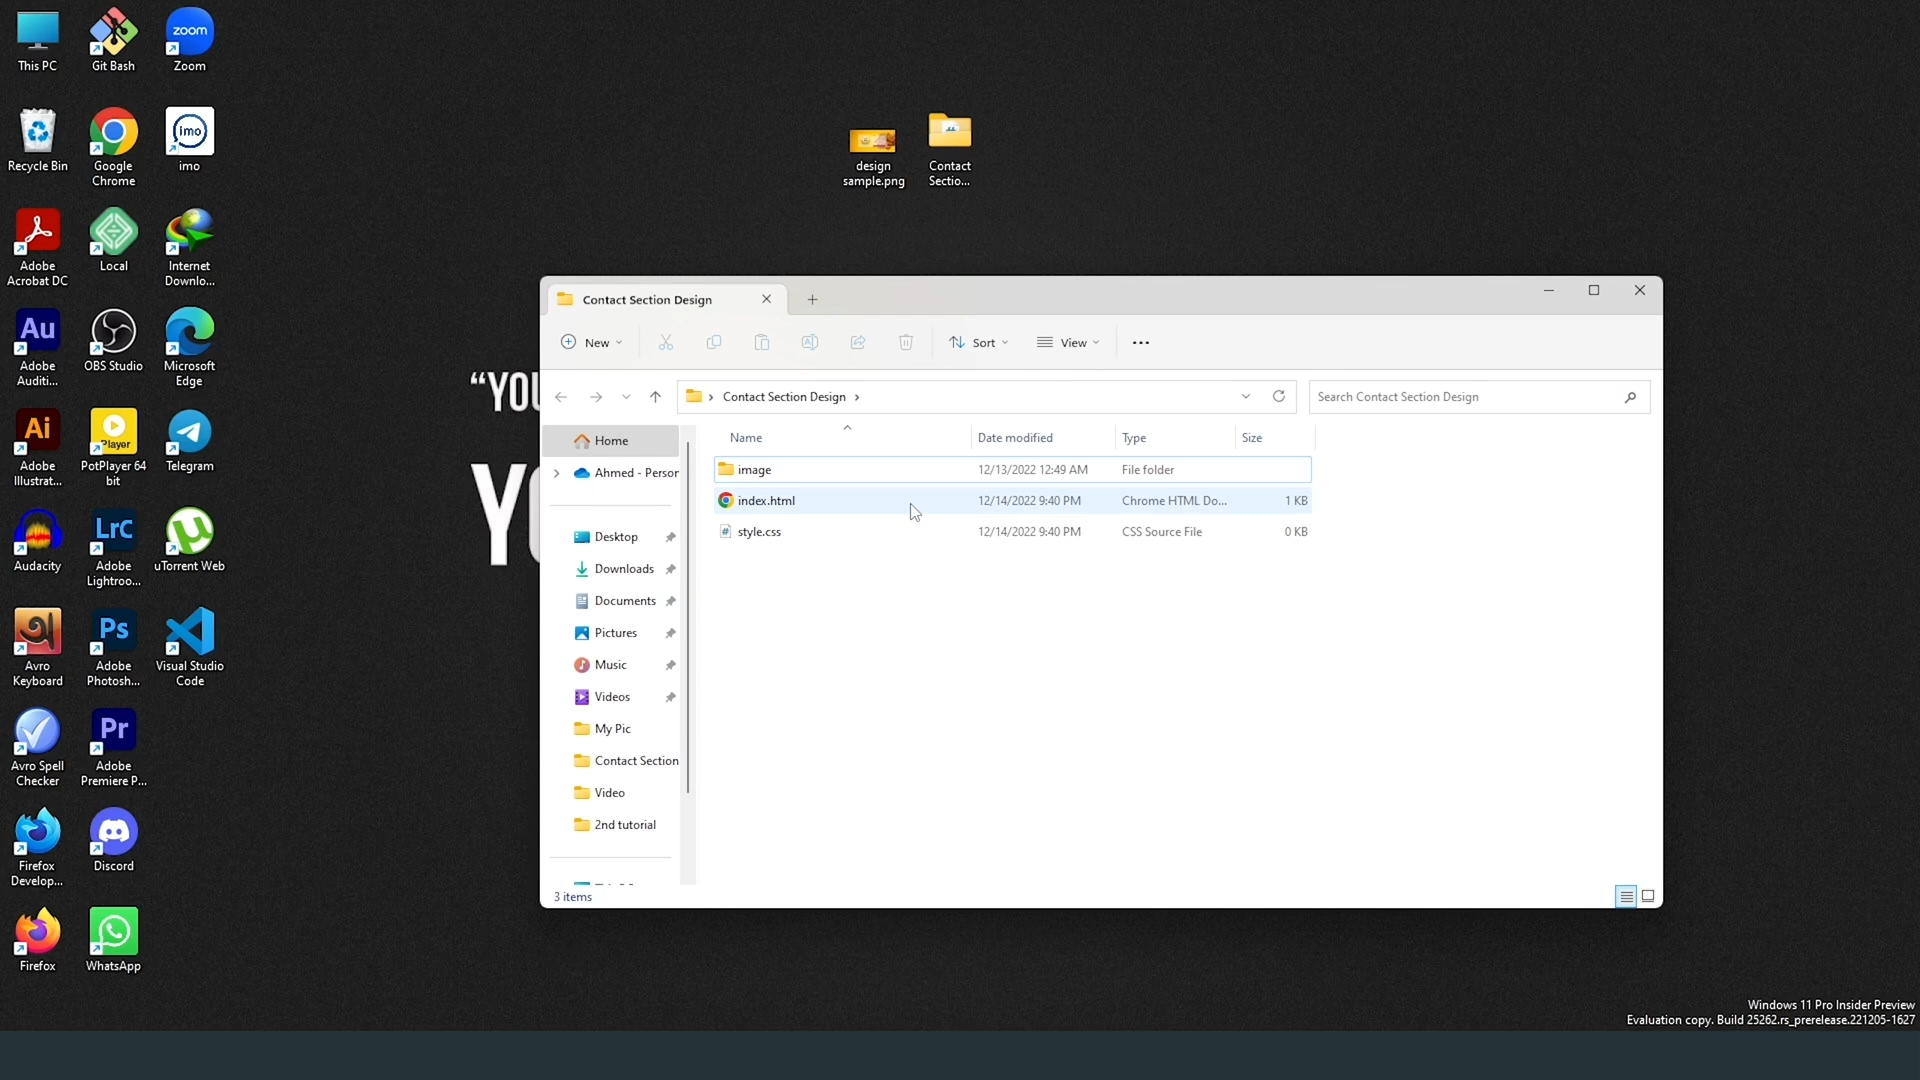 This PC
Git Bash
zoom
Zoom
Recycle Bin
Google
Chrome
imo
imo
Adobe
Acrobat DC
Local
Internet
Downlo...
Au
Adobe
Auditi...
OBS Studio
Microsoft
Edge
Ai
Adobe
Illustrat...
Player
PotPlayer 64
bit
Telegram
Audacity
Lrc
Adobe
Lightroo...
uTorrent Web
Avro
Keyboard
Ps
Adobe
Photosh...
Visual Studio
Code
Avro Spell
Checker
Pr
Adobe
Premiere P...
Firefox
Develop...
Discord
Firefox
WhatsApp
design
sample.png
Contact
Sectio...
“YOU
Contact Section Design
New
Sort
View
Contact Section Design
Search Contact Section Design
Home
Ahmed - Person
Desktop
Downloads
Documents
Pictures
Music
Videos
My Pic
Contact Section
Video
2nd tutorial
Name Date modified Type Size
image 12/13/2022 12:49 AM File folder
index.html 12/14/2022 9:40 PM Chrome HTML Do... 1 KB
style.css 12/14/2022 9:40 PM CSS Source File 0 KB
3 items
Windows 11 Pro Insider Preview
Evaluation copy. Build 25262.rs_prerelease.221205-1627